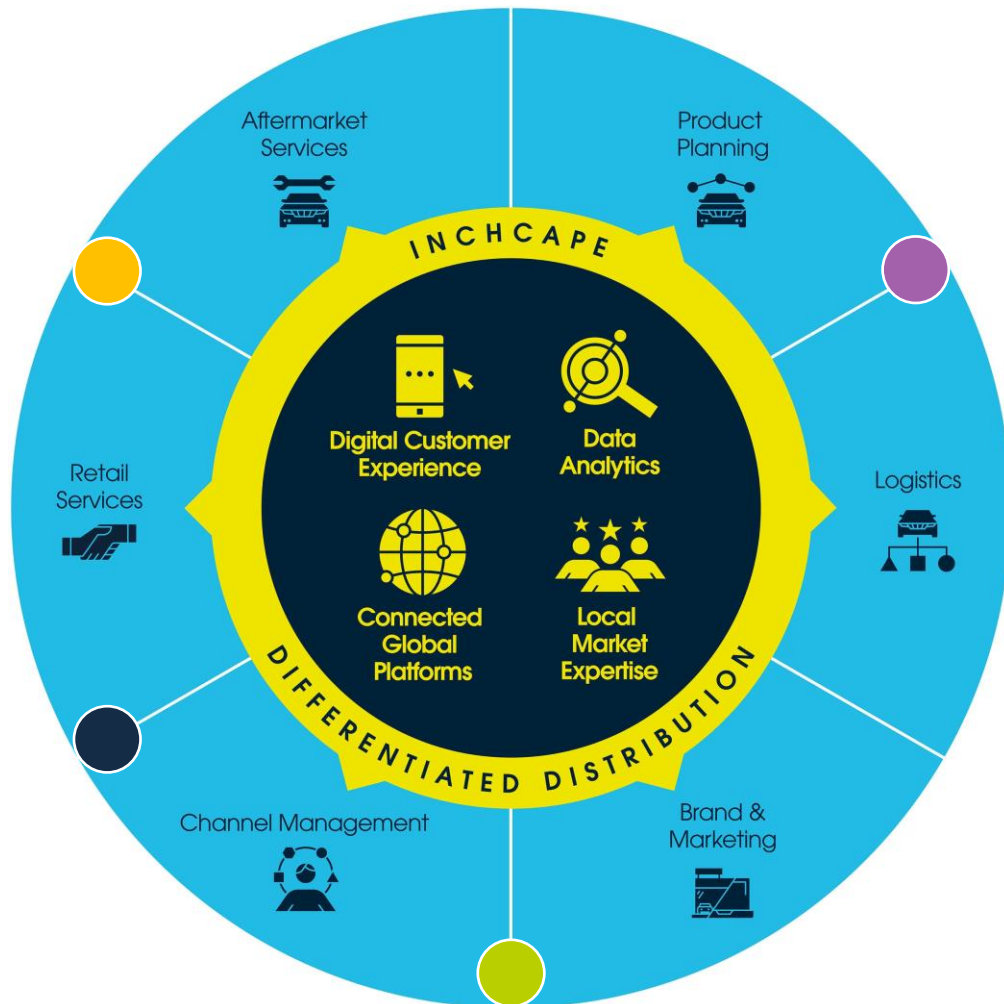 Aftermarket
Services
Product
Planning
INCHCAPE
Digital Customer
Experience
Data
Analytics
Retail
Services
Logistics
Connected
Global
Platforms
Local
Market
Expertise
DIFFERENTIATED DISTRIBUTION
Channel Management
Brand &
Marketing